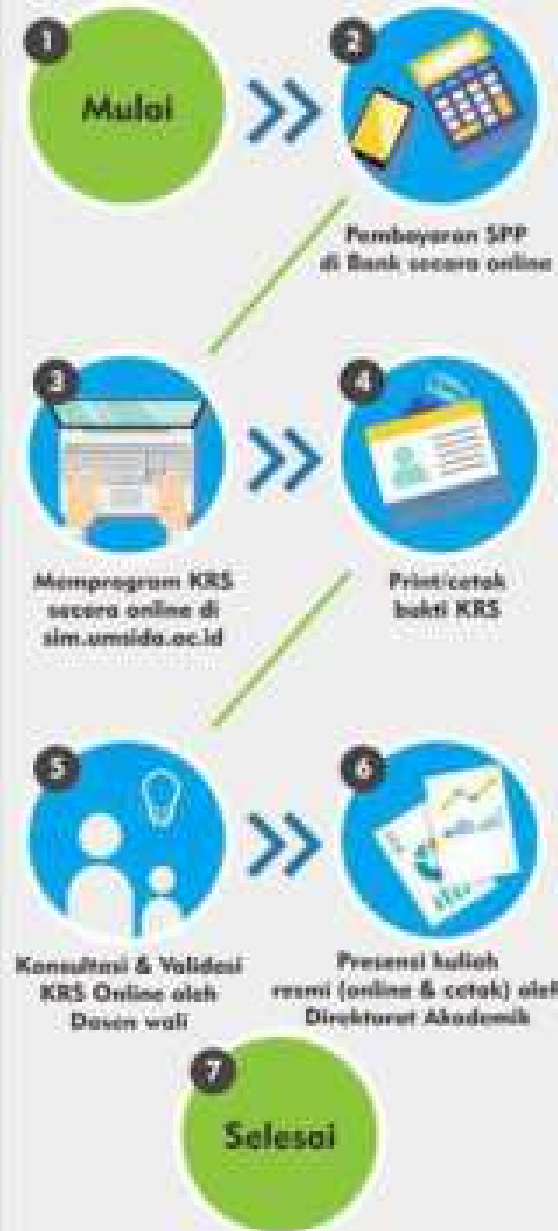 1
Mulai
2
Pembayaran SPP
di Bank secara online
3
Memprogram KRS
secara online di
sim.umsida.ac.id
4
Print/cetak
bukti KRS
5
Konsultasi & Validasi
KRS Online oleh
Dosen wali
6
Presensi kuliah
resmi (online & cetak) oleh
Direktorat Akademik
7
Selesai